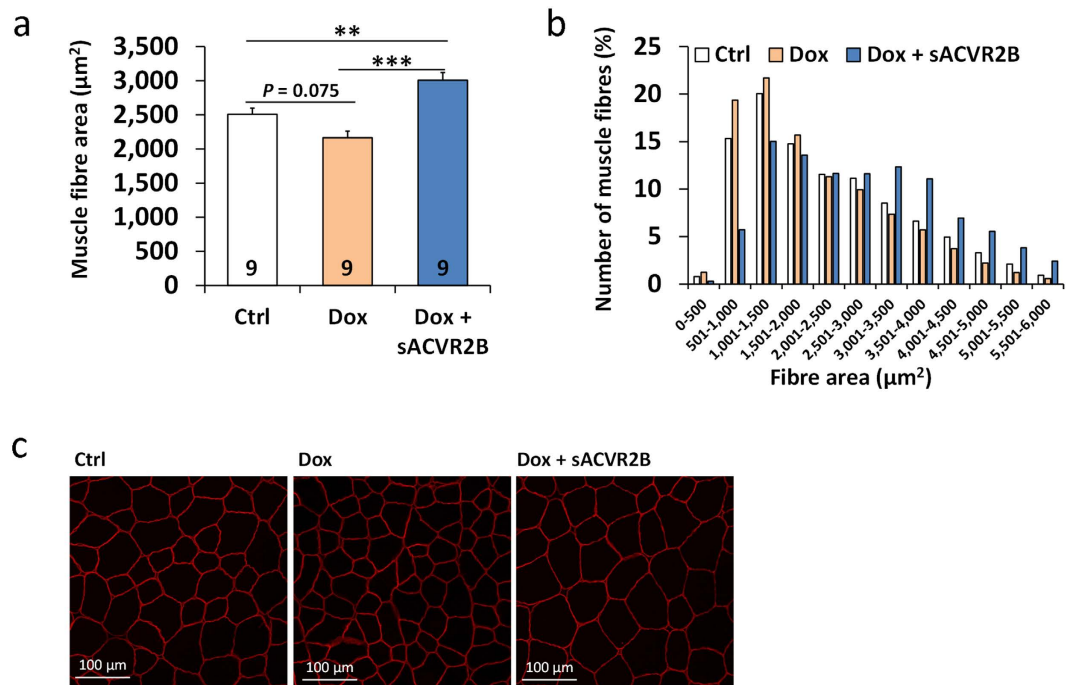 a
Muscle fibre area (µm²)
3,500
3,000
2,500
2,000
1,500
1,000
500
0
**
***
P = 0.075
9
9
9
Ctrl
Dox
Dox +
sACVR2B
b
Number of muscle fibres (%)
25
20
15
10
5
0
Ctrl
Dox
Dox + sACVR2B
0-500
501-1,000
1,001-1,500
1,501-2,000
2,001-2,500
2,501-3,000
3,001-3,500
3,501-4,000
4,001-4,500
4,501-5,000
5,001-5,500
5,501-6,000
Fibre area (µm²)
c
Ctrl
Dox
Dox + sACVR2B
100 µm
100 µm
100 µm